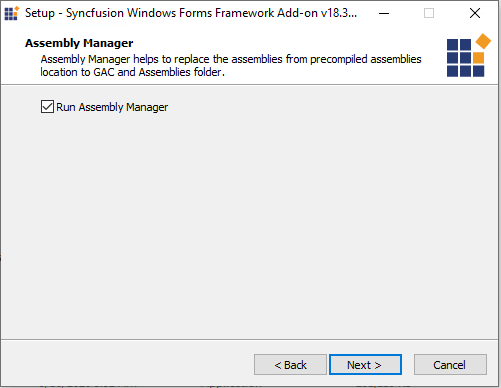 Setup - Syncfusion Windows Forms Framework Add-on v18.3...
Assembly Manager
Assembly Manager helps to replace the assemblies from precompiled assemblies
location to GAC and Assemblies folder.
Run Assembly Manager
< Back
Next >
Cancel